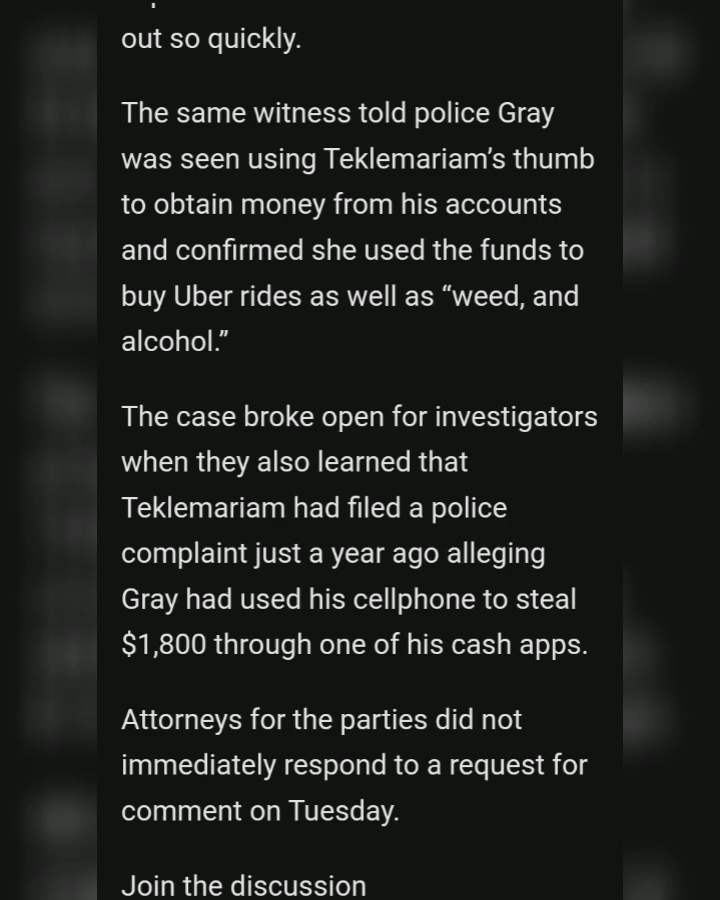 out so quickly.
The same witness told police Gray
was seen using Teklemariam’s thumb
to obtain money from his accounts
and confirmed she used the funds to
buy Uber rides as well as “weed, and
alcohol.”
The case broke open for investigators
when they also learned that
Teklemariam had filed a police
complaint just a year ago alleging
Gray had used his cellphone to steal
$1,800 through one of his cash apps.
Attorneys for the parties did not
immediately respond to a request for
comment on Tuesday.
Join the discussion